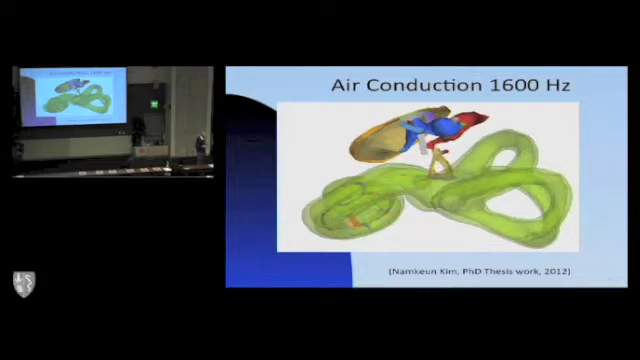 Air Conduction 1600 Hz
(Namkeun Kim, PhD Thesis work, 2012)